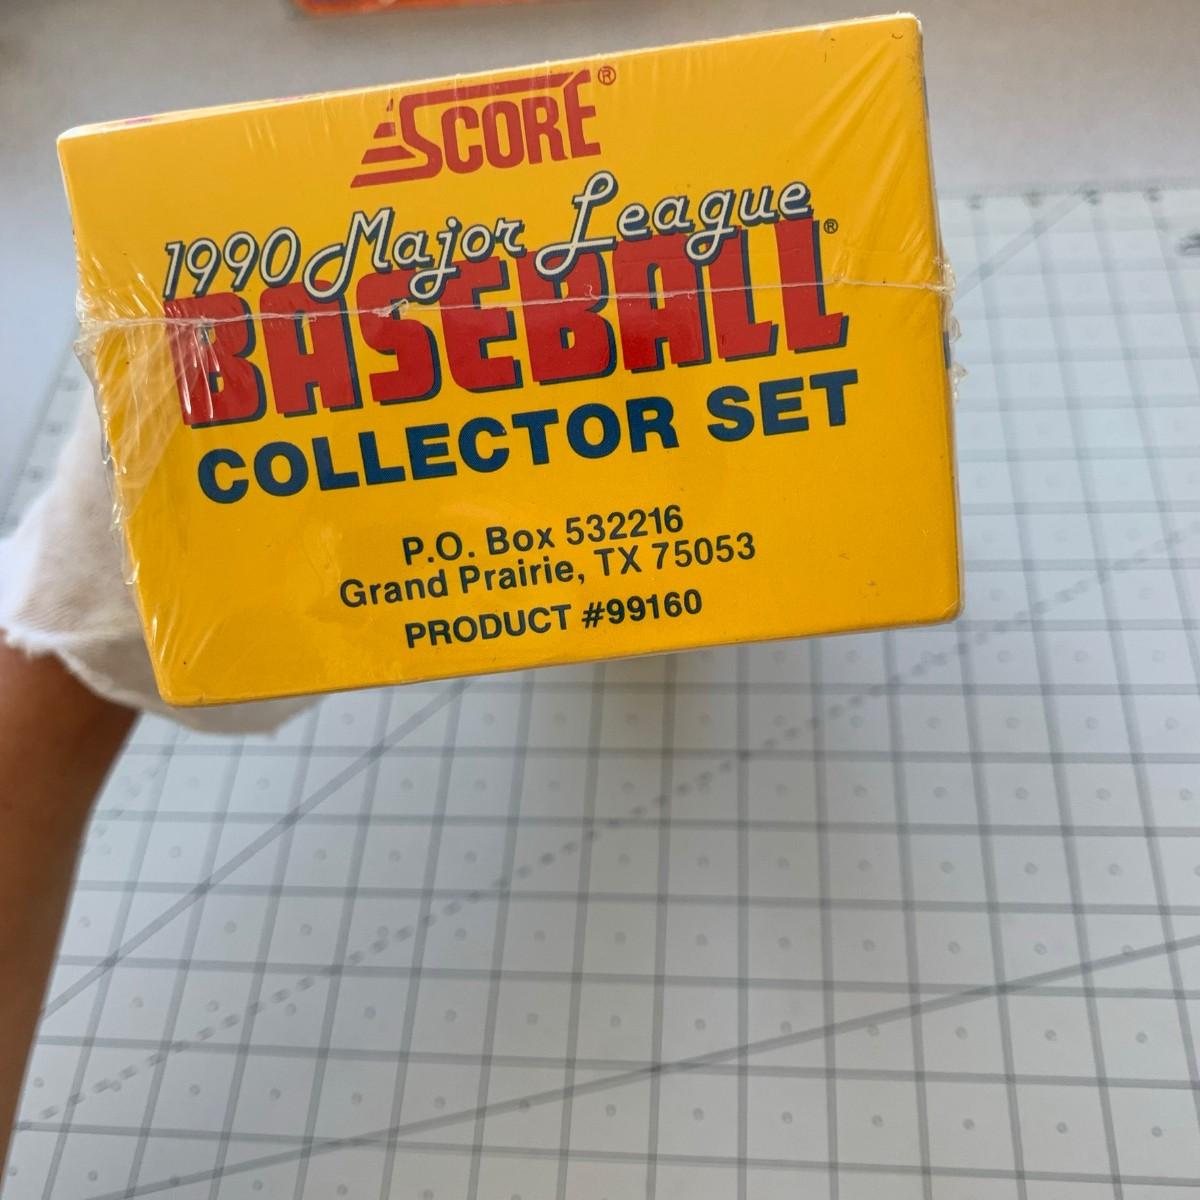 SCORE®
1990 Major League
BASEBALL®
COLLECTOR SET
P.O. Box 532216
Grand Prairie, TX 75053
PRODUCT #99160